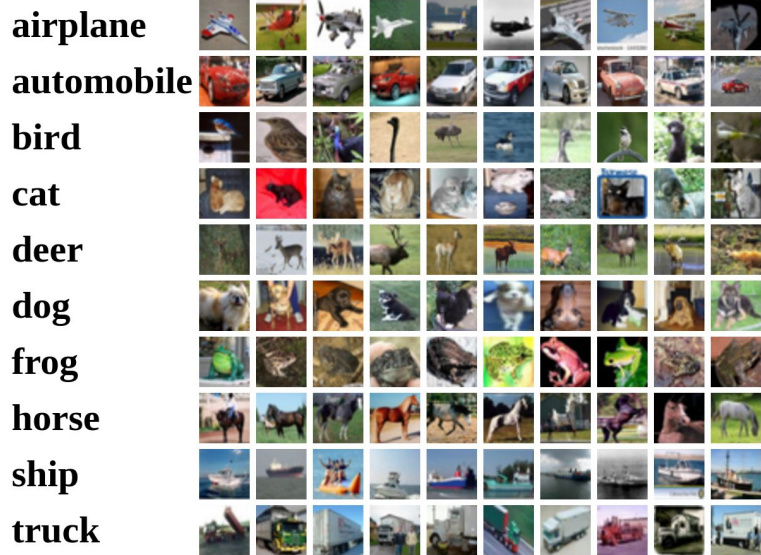 airplane
automobile
bird
cat
deer
dog
frog
horse
ship
truck